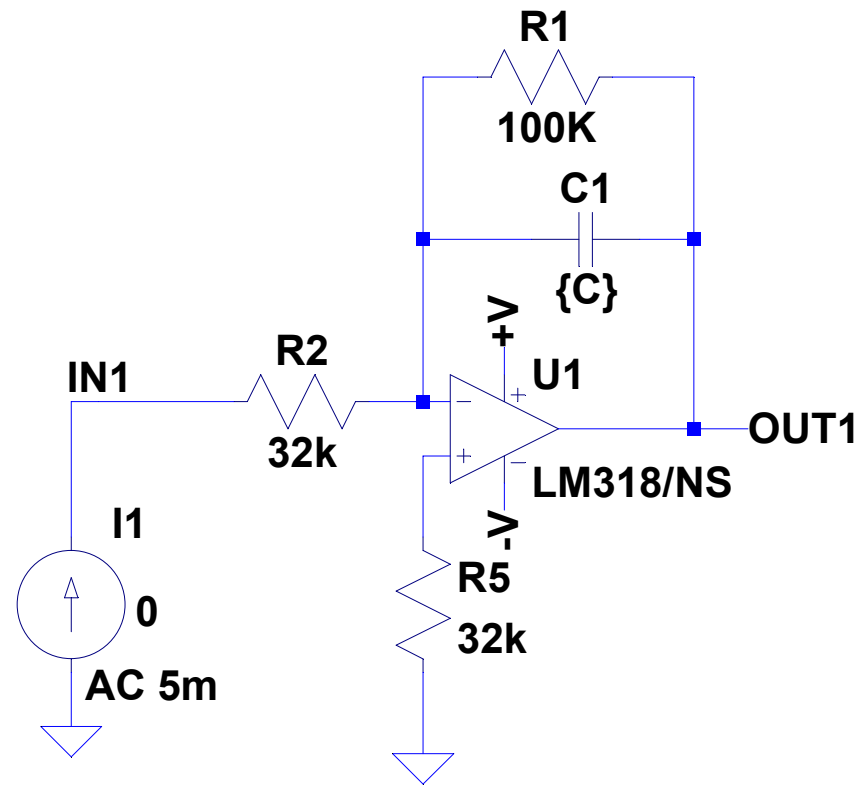 R1
100K
C1
{C}
+V
R2
U1
IN1
+
−
32k
OUT1
+
−
LM318/NS
-V
I1
R5
0
32k
AC 5m